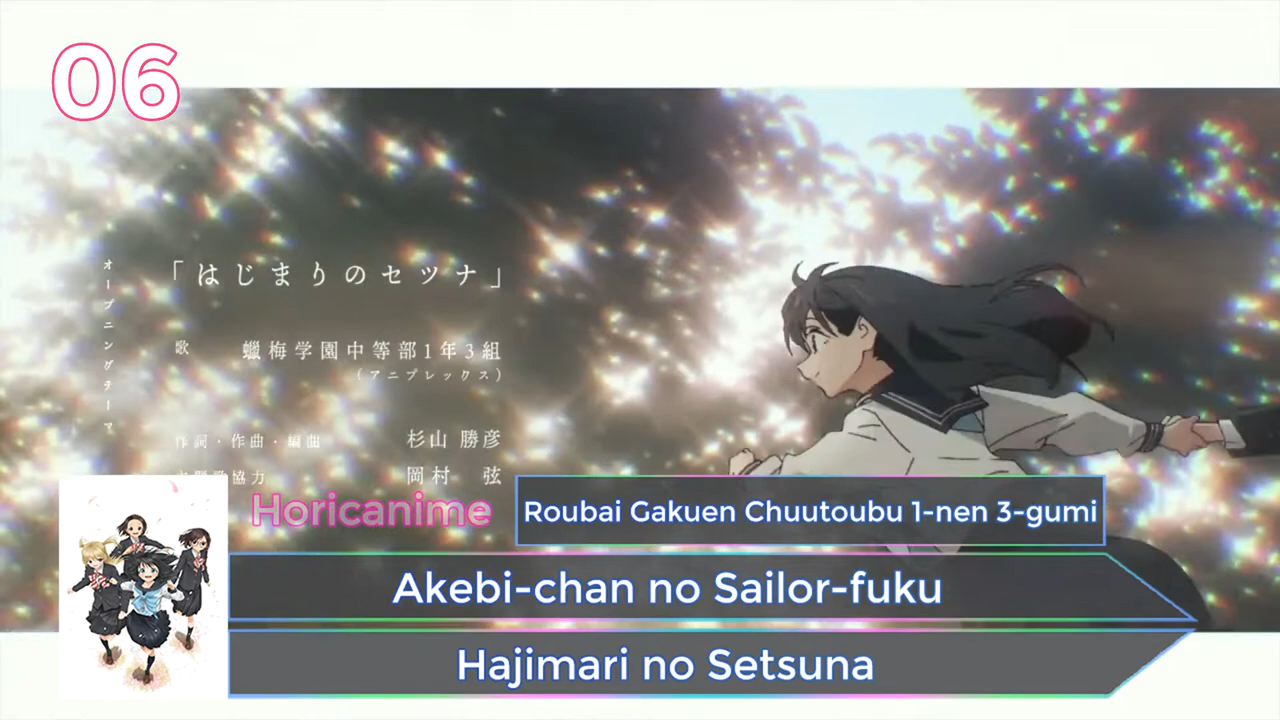 06
オープニングテーマ
「はじまりのセツナ」
歌 蠟梅学園中等部1年3組
(アニプレックス)
作詞・作曲・編曲 杉山 勝彦
協力 岡村 弦
Horicanime
Roubai Gakuen Chuutoubu 1-nen 3-gumi
Akebi-chan no Sailor-fuku
Hajimari no Setsuna